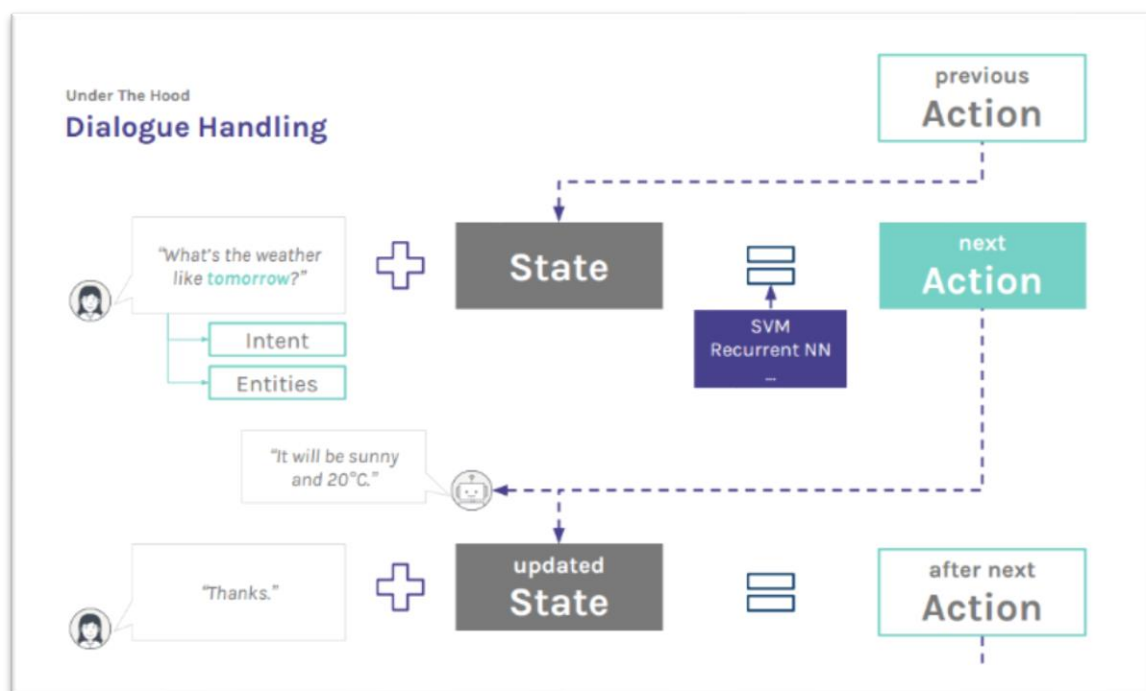 Under The Hood
Dialogue Handling
previous
Action
"What's the weather
like tomorrow?"
State
next
Action
Intent
Entities
SVM
Recurrent NN
...
"It will be sunny
and 20°C."
"Thanks."
updated
State
after next
Action